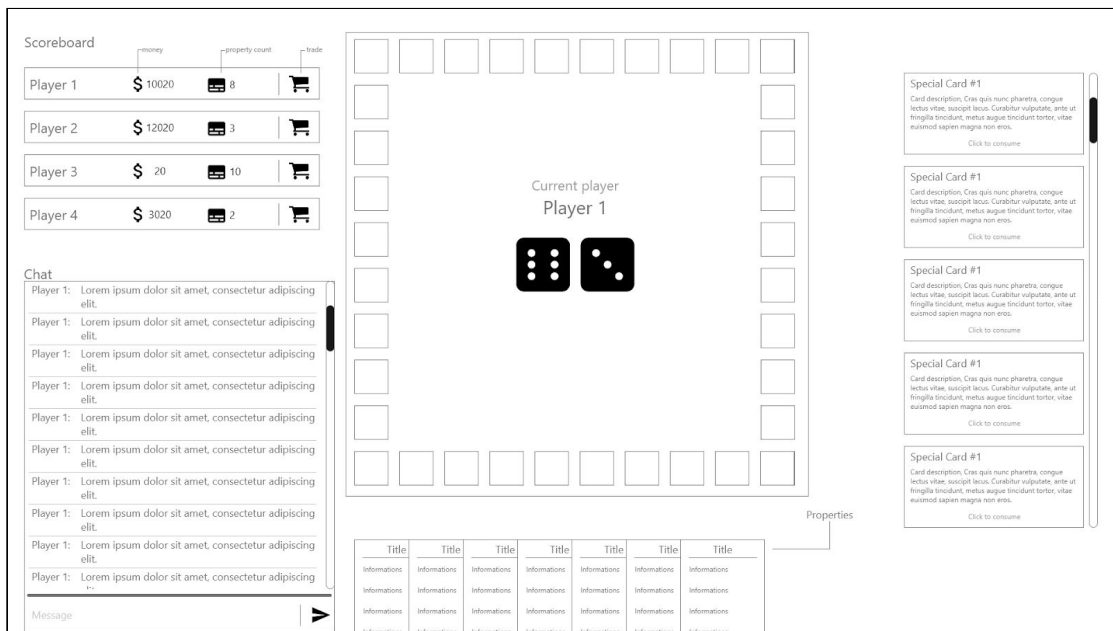 Scoreboard
money
property count
trade
Player 1
10020
8
Player 2
12020
3
Player 3
20
10
Player 4
3020
2
Chat
Player 1: Lorem ipsum dolor sit amet, consectetur adipiscing
elit.
Player 1: Lorem ipsum dolor sit amet, consectetur adipiscing
elit.
Player 1: Lorem ipsum dolor sit amet, consectetur adipiscing
elit.
Player 1: Lorem ipsum dolor sit amet, consectetur adipiscing
elit.
Player 1: Lorem ipsum dolor sit amet, consectetur adipiscing
elit.
Player 1: Lorem ipsum dolor sit amet, consectetur adipiscing
elit.
Player 1: Lorem ipsum dolor sit amet, consectetur adipiscing
elit.
Player 1: Lorem ipsum dolor sit amet, consectetur adipiscing
elit.
Player 1: Lorem ipsum dolor sit amet, consectetur adipiscing
elit.
Player 1: Lorem ipsum dolor sit amet, consectetur adipiscing
Message
Current player
Player 1
Properties
Title Title Title Title Title Title Title
Informations Informations Informations Informations Informations Informations Informations
Informations Informations Informations Informations Informations Informations Informations
Informations Informations Informations Informations Informations Informations Informations
Informations Informations Informations Informations Informations Informations Informations
Special Card #1
Card description, Cras quis nunc pharetra, congue
lectus vitae, suscipit lacus. Curabitur vulputate, ante ut
fringilla tincidunt, metus augue tincidunt tortor, vitae
euismod sapien magna non eros.
Click to consume
Special Card #1
Card description, Cras quis nunc pharetra, congue
lectus vitae, suscipit lacus. Curabitur vulputate, ante ut
fringilla tincidunt, metus augue tincidunt tortor, vitae
euismod sapien magna non eros.
Click to consume
Special Card #1
Card description, Cras quis nunc pharetra, congue
lectus vitae, suscipit lacus. Curabitur vulputate, ante ut
fringilla tincidunt, metus augue tincidunt tortor, vitae
euismod sapien magna non eros.
Click to consume
Special Card #1
Card description, Cras quis nunc pharetra, congue
lectus vitae, suscipit lacus. Curabitur vulputate, ante ut
fringilla tincidunt, metus augue tincidunt tortor, vitae
euismod sapien magna non eros.
Click to consume
Special Card #1
Card description, Cras quis nunc pharetra, congue
lectus vitae, suscipit lacus. Curabitur vulputate, ante ut
fringilla tincidunt, metus augue tincidunt tortor, vitae
euismod sapien magna non eros.
Click to consume